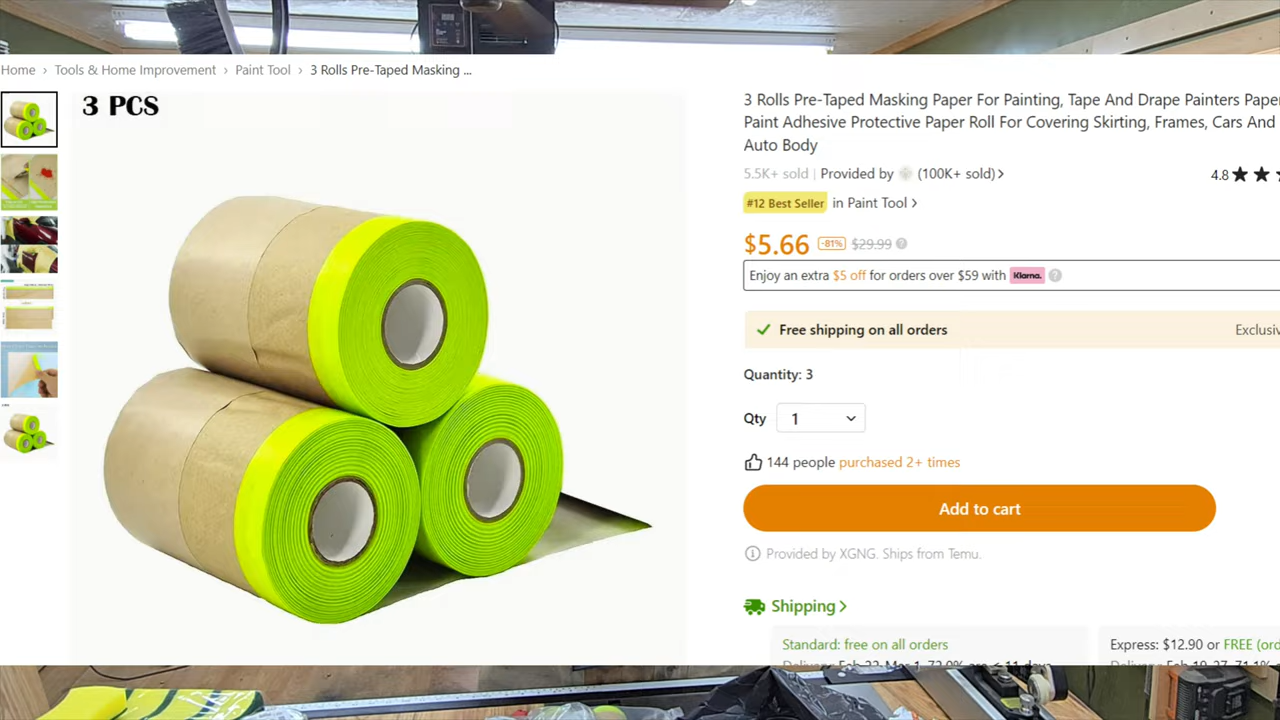 Home › Tools & Home Improvement › Paint Tool › 3 Rolls Pre-Taped Masking ...
3 PCS
3 Rolls Pre-Taped Masking Paper For Painting, Tape And Drape Painters Paper
Paint Adhesive Protective Paper Roll For Covering Skirting, Frames, Cars And
Auto Body
5.5K+ sold | Provided by (100K+ sold) >
4.8
#12 Best Seller in Paint Tool >
$5.66 -81% $29.99 ?
Enjoy an extra $5 off for orders over $59 with Klarna. ?
Free shipping on all orders
Quantity: 3
Qty 1
144 people purchased 2+ times
Add to cart
Provided by XGNG. Ships from Temu.
Shipping >
Standard: free on all orders
Express: $12.90 or FREE